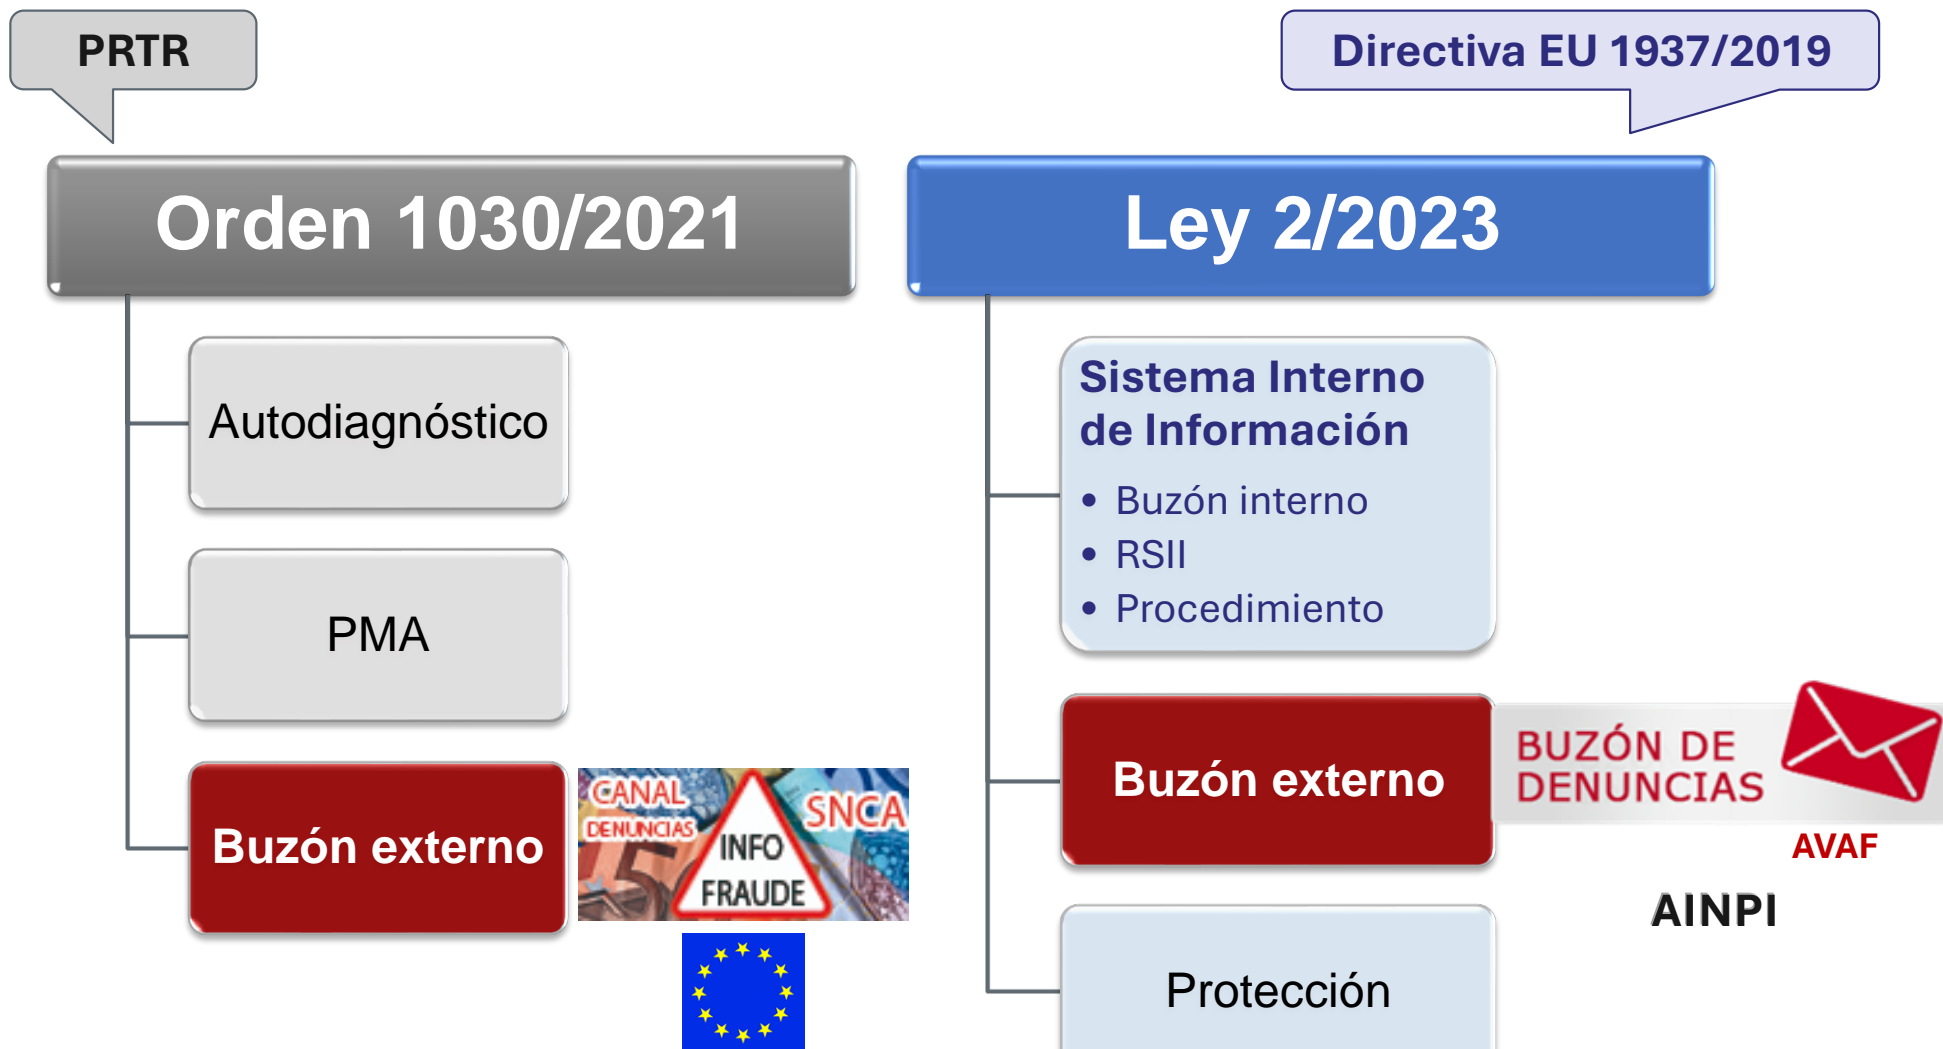 PRTR
Directiva EU 1937/2019
Orden 1030/2021
Autodiagnóstico
PMA
Buzón externo
CANAL
DENUNCIAS
SNCA
INFO
FRAUDE
Ley 2/2023
Sistema Interno
de Información
• Buzón interno
• RSII
• Procedimiento
Buzón externo
BUZÓN DE
DENUNCIAS
AVAF
AINPI
Protección